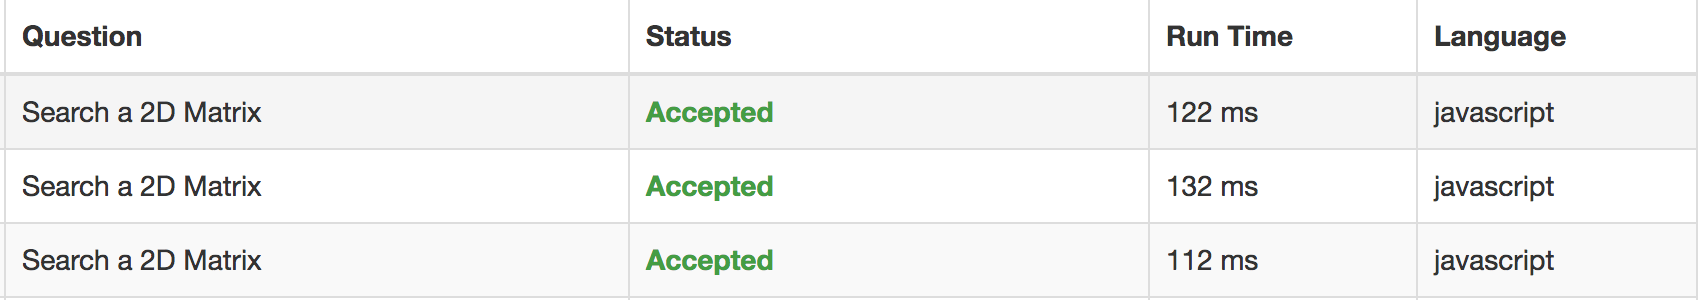 Question Status Run Time Language
Search a 2D Matrix Accepted 122 ms javascript
Search a 2D Matrix Accepted 132 ms javascript
Search a 2D Matrix Accepted 112 ms javascript